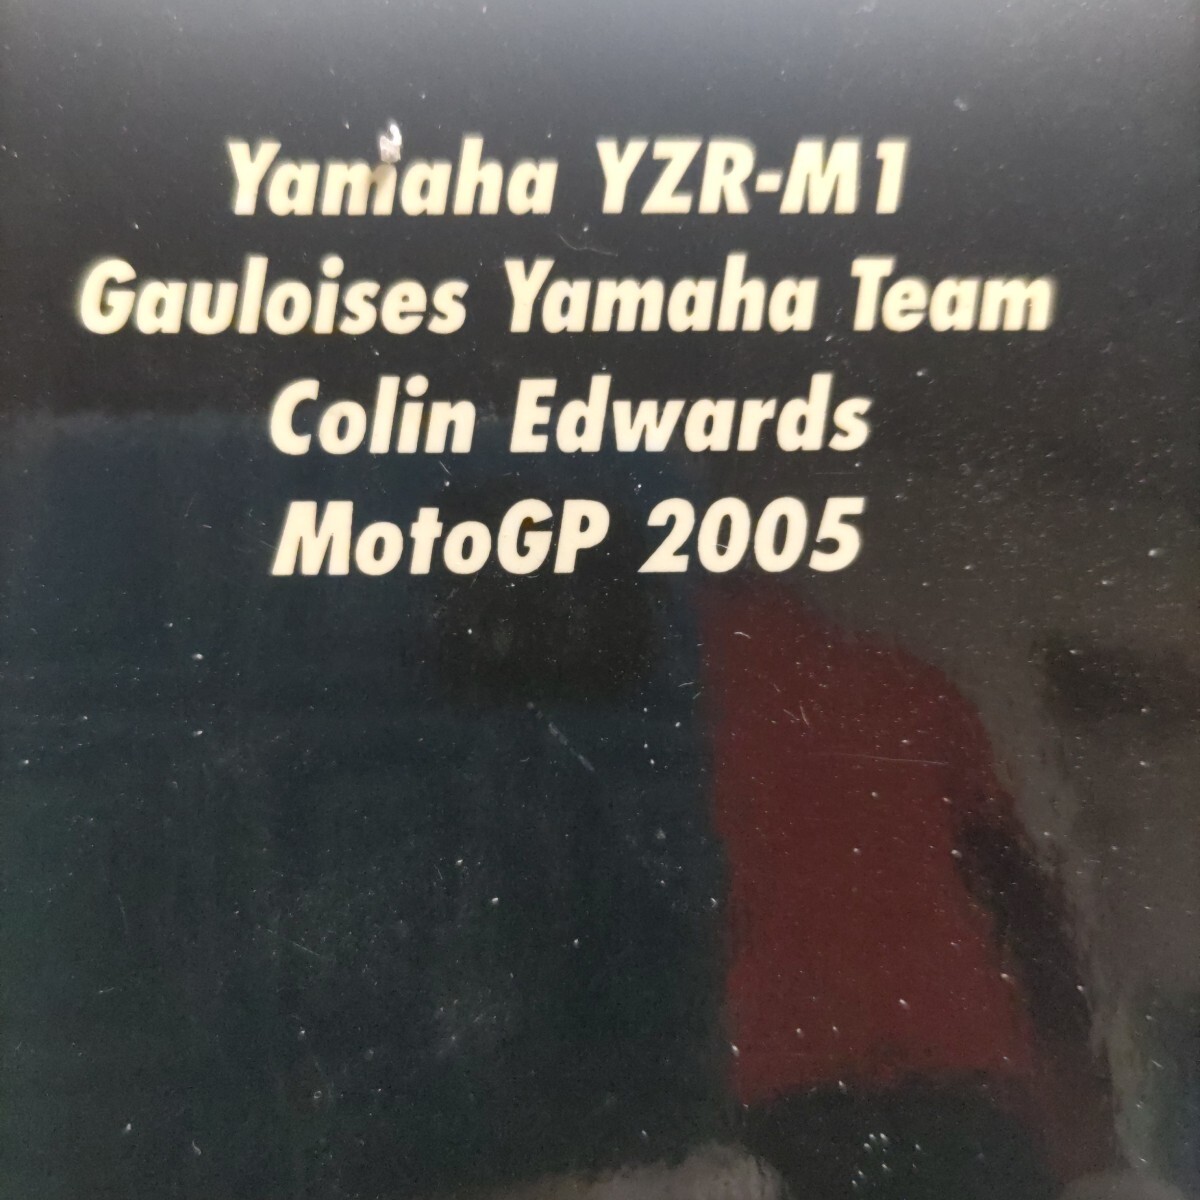 Yamaha YZR-M1
Gauloises Yamaha Team
Colin Edwards
MotoGP 2005